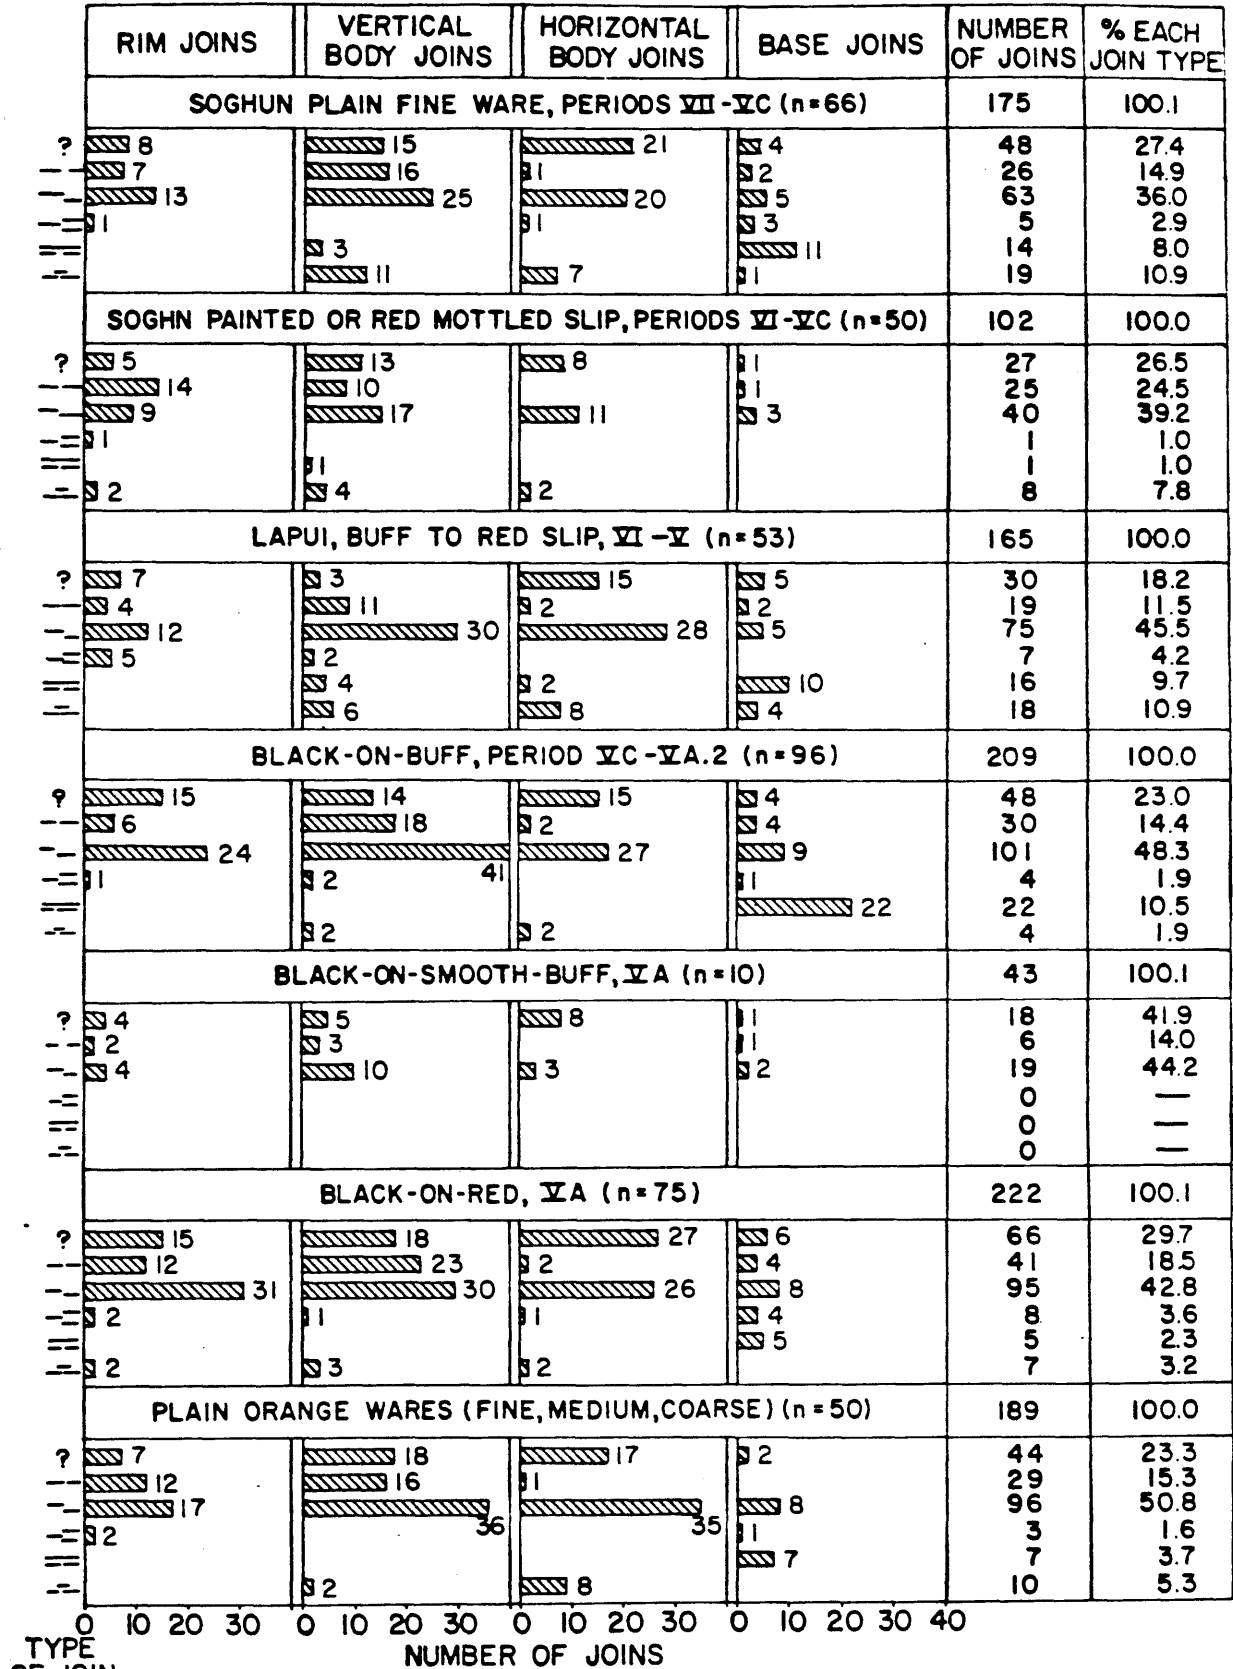 RIM JOINS VERTICAL BODY JOINS HORIZONTAL BODY JOINS BASE JOINS NUMBER OF JOINS % EACH JOIN TYPE
SOGHUN PLAIN FINE WARE, PERIODS VII-VC (n=66) 175 100.1
? 8 15 21 4 48 27.4
7 16 1 2 26 14.9
13 25 20 5 63 36.0
1 1 3 5 2.9
3 11 14 8.0
11 7 1 19 10.9
SOGHN PAINTED OR RED MOTTLED SLIP, PERIODS VI-VC (n=50) 102 100.0
? 5 13 8 1 27 26.5
14 10 1 25 24.5
9 17 11 3 40 39.2
1 1 1.0
1 1 1.0
2 4 2 8 7.8
LAPUI, BUFF TO RED SLIP, VI-V (n=53) 165 100.0
? 7 3 15 5 30 18.2
4 11 2 2 19 11.5
12 30 28 5 75 45.5
5 2 7 4.2
4 2 10 16 9.7
6 8 4 18 10.9
BLACK-ON-BUFF, PERIOD VC-VA.2 (n=96) 209 100.0
? 15 14 15 4 48 23.0
6 18 2 4 30 14.4
24 41 27 9 101 48.3
1 2 1 4 1.9
22 22 10.5
2 2 4 1.9
BLACK-ON-SMOOTH-BUFF, VA (n=10) 43 100.1
? 4 5 8 1 18 41.9
2 3 1 6 14.0
4 10 3 2 19 44.2
0 —
0 —
0 —
BLACK-ON-RED, VA (n=75) 222 100.1
? 15 18 27 6 66 29.7
12 23 2 4 41 18.5
31 30 26 8 95 42.8
2 1 1 4 8 3.6
5 5 2.3
2 3 2 7 3.2
PLAIN ORANGE WARES (FINE, MEDIUM, COARSE) (n=50) 189 100.0
? 7 18 17 2 44 23.3
12 16 1 29 15.3
17 36 35 8 96 50.8
2 1 3 1.6
7 7 3.7
2 8 10 5.3
0 10 20 30 0 10 20 30 0 10 20 30 0 10 20 30 40
TYPE
NUMBER OF JOINS